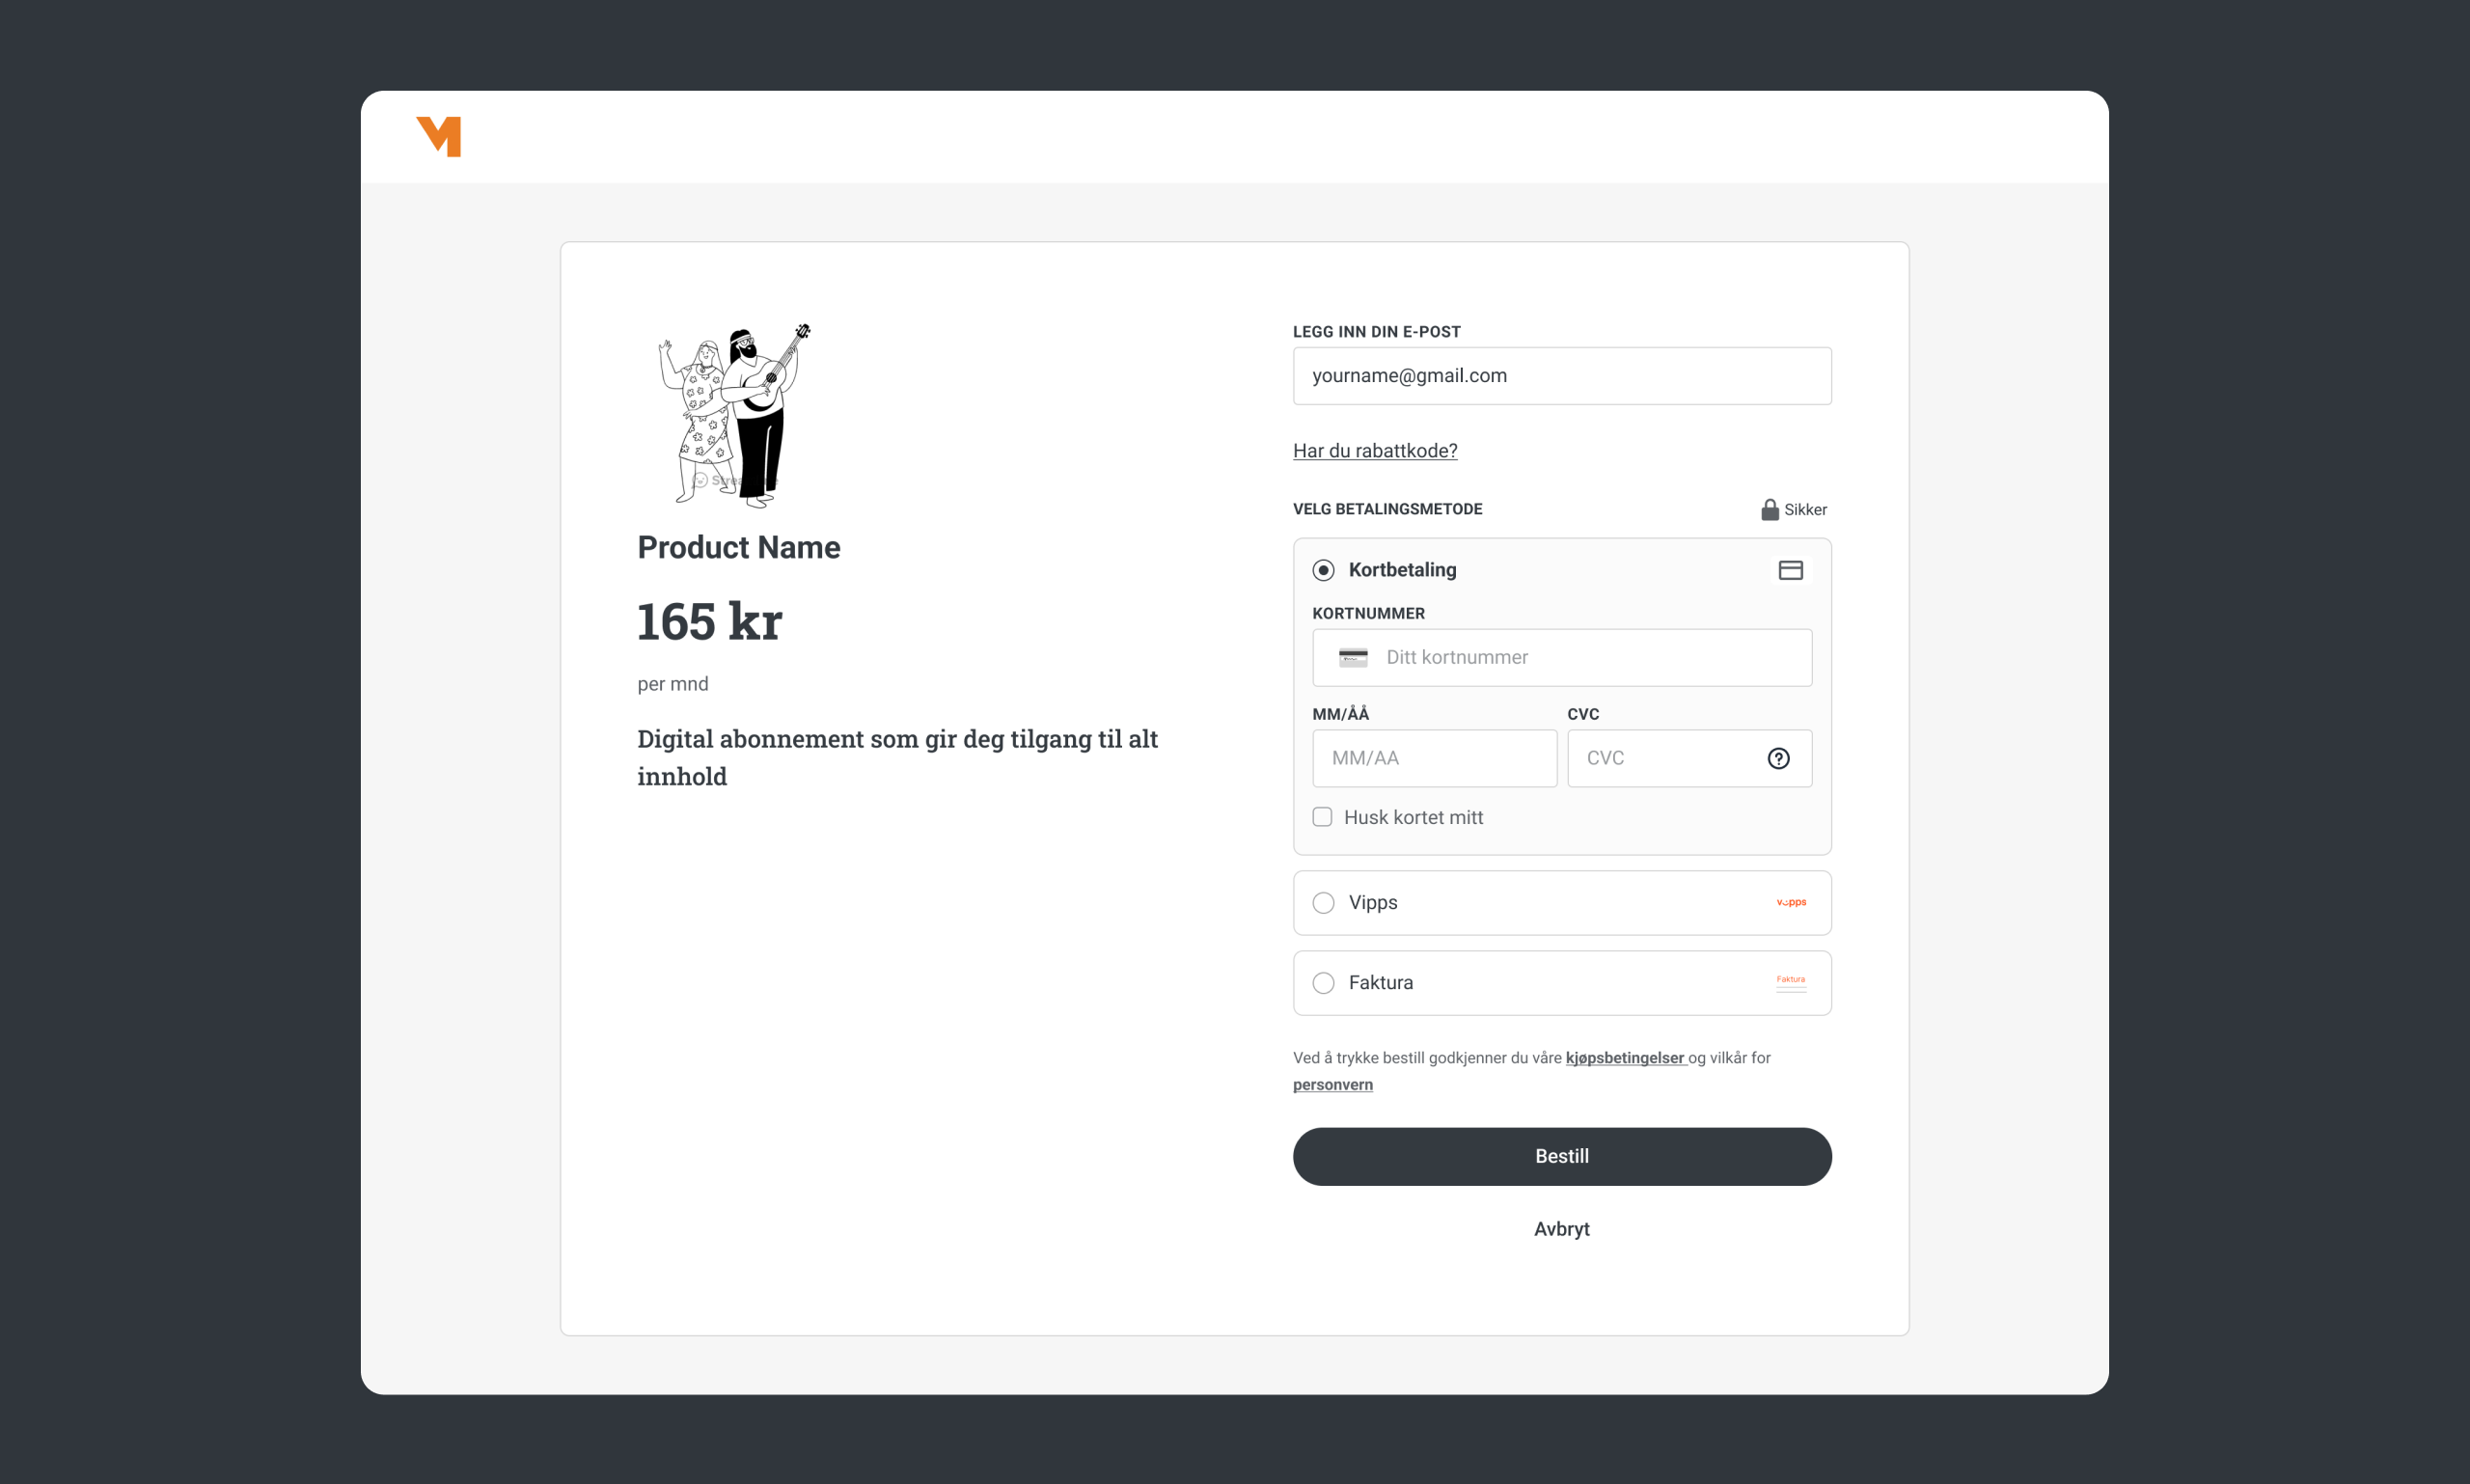 Product Name
165 kr
per mnd
Digital abonnement som gir deg tilgang til alt
innhold
LEGG INN DIN E-POST
yourname@gmail.com
Har du rabattkode?
VELG BETALINGSMETODE
Sikker
Kortbetaling
KORTNUMMER
Ditt kortnummer
MM/ÅÅ
CVC
MM/AA
CVC
Husk kortet mitt
Vipps
vipps
Faktura
Faktura
Ved å trykke bestill godkjenner du våre kjøpsbetingelser og vilkår for
personvern
Bestill
Avbryt